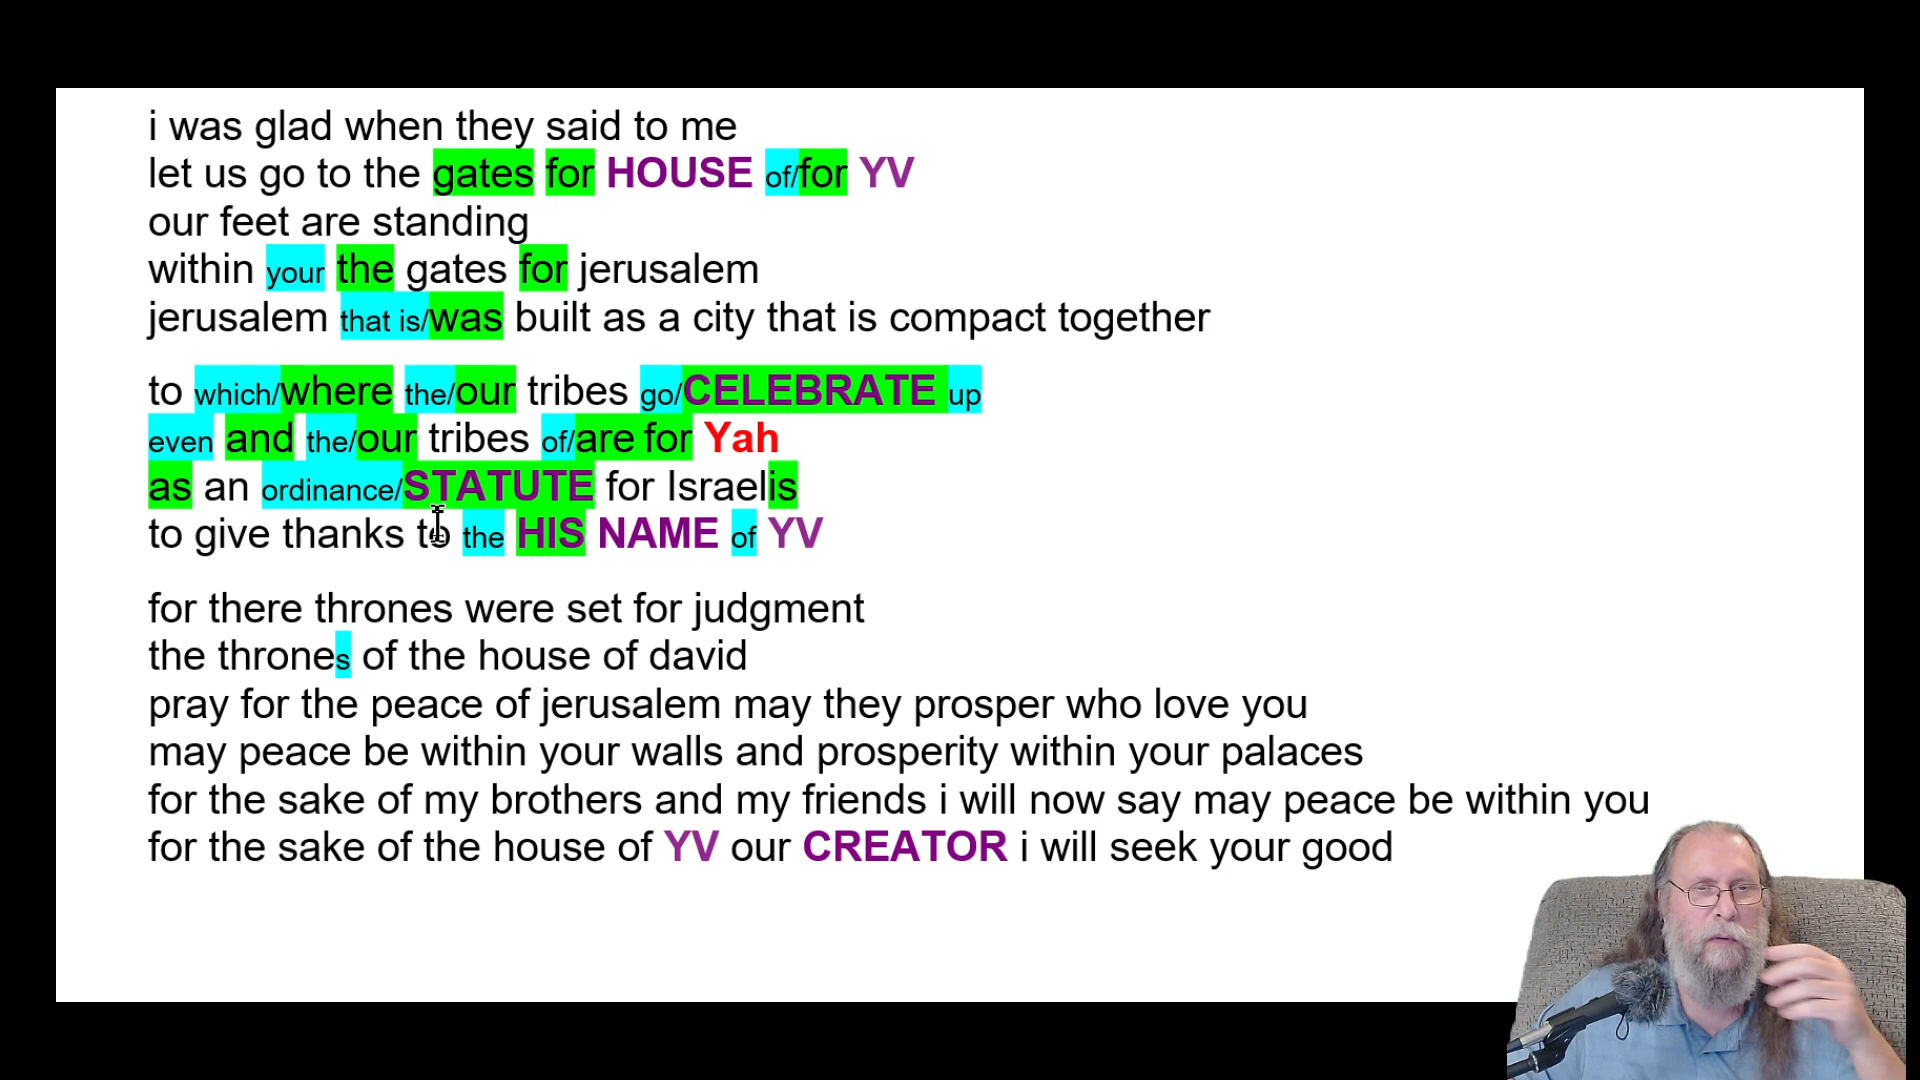 i was glad when they said to me
let us go to the gates for HOUSE of/for YV
our feet are standing
within your the gates for jerusalem
jerusalem that is/was built as a city that is compact together
to which/where the/our tribes go/CELEBRATE up
even and the/our tribes of/are for Yah
as an ordinance/STATUTE for Israelis
to give thanks to the HIS NAME of YV
for there thrones were set for judgment
the thrones of the house of david
pray for the peace of jerusalem may they prosper who love you
may peace be within your walls and prosperity within your palaces
for the sake of my brothers and my friends i will now say may peace be within you
for the sake of the house of YV our CREATOR i will seek your good